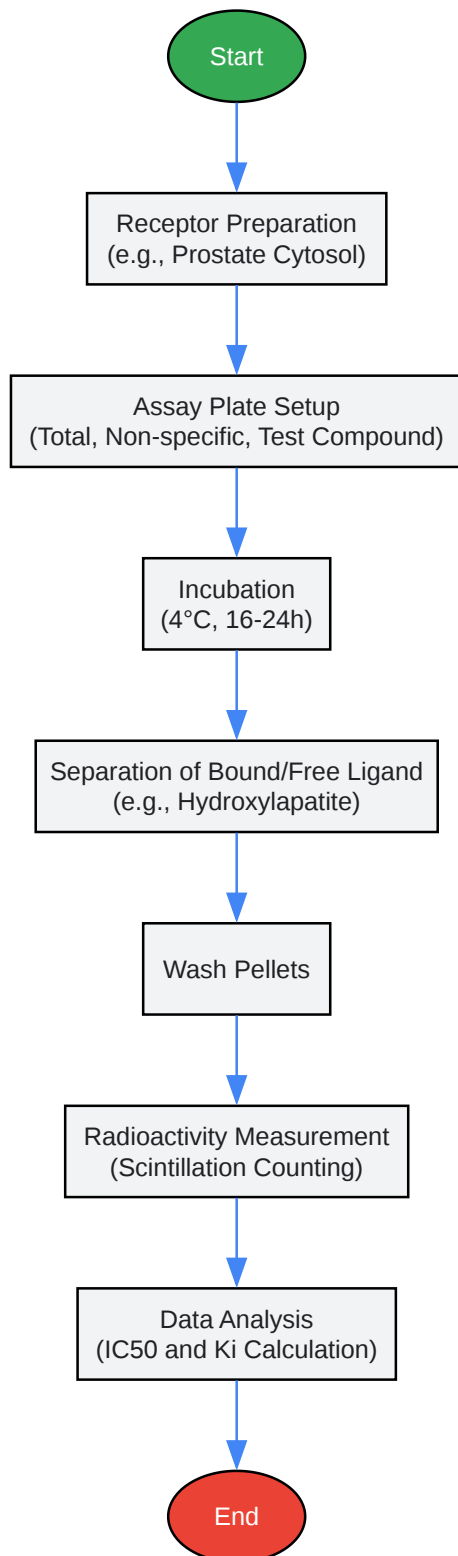 Start
Receptor Preparation
(e.g., Prostate Cytosol)
Assay Plate Setup
(Total, Non-specific, Test Compound)
Incubation
(4°C, 16-24h)
Separation of Bound/Free Ligand
(e.g., Hydroxylapatite)
Wash Pellets
Radioactivity Measurement
(Scintillation Counting)
Data Analysis
(IC50 and Ki Calculation)
End